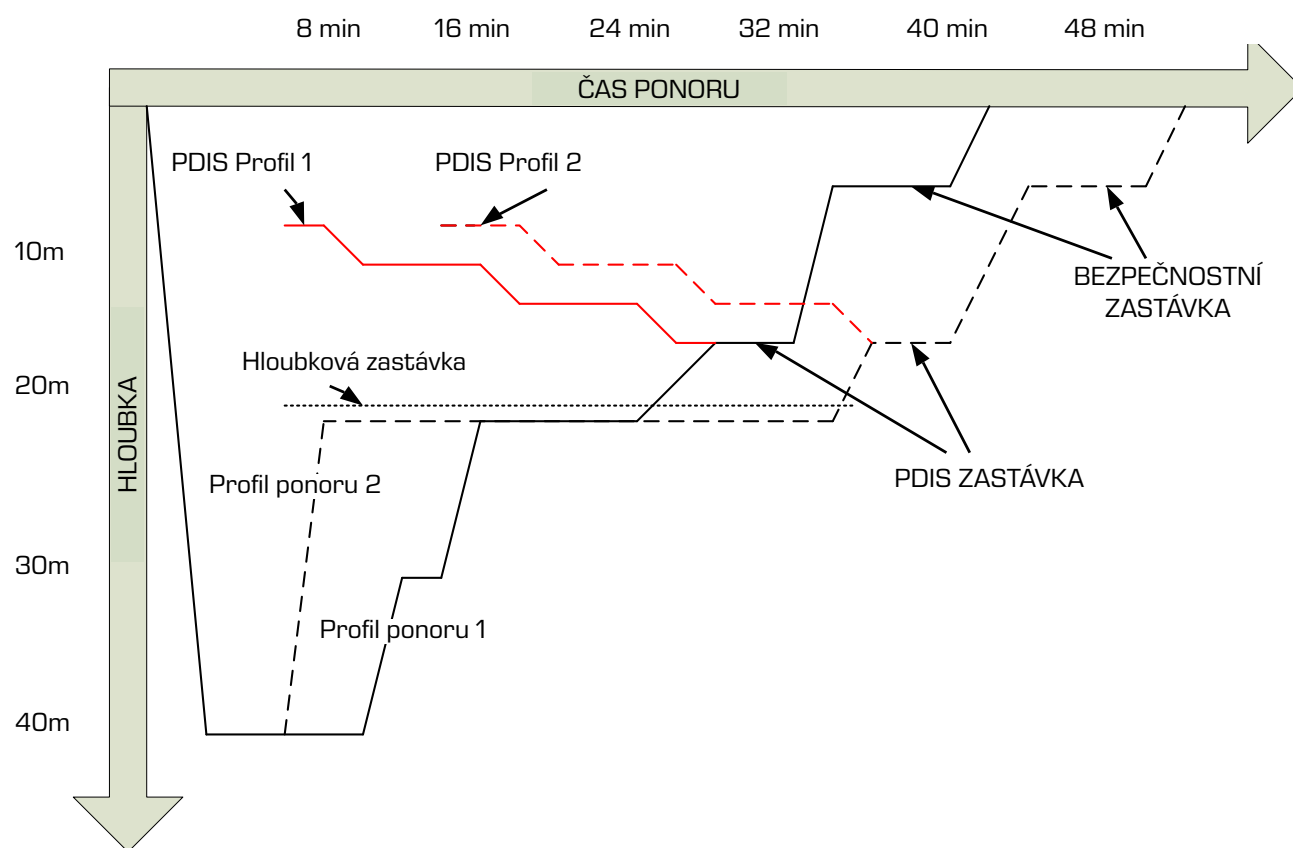 8 min 16 min 24 min 32 min 40 min 48 min
ČAS PONORU
PDIS Profil 1
PDIS Profil 2
10m
BEZPEČNOSTNÍ
ZASTÁVKA
Hloubková zastávka
20m
HLOUBKA
PDIS ZASTÁVKA
Profil ponoru 2
30m
Profil ponoru 1
40m